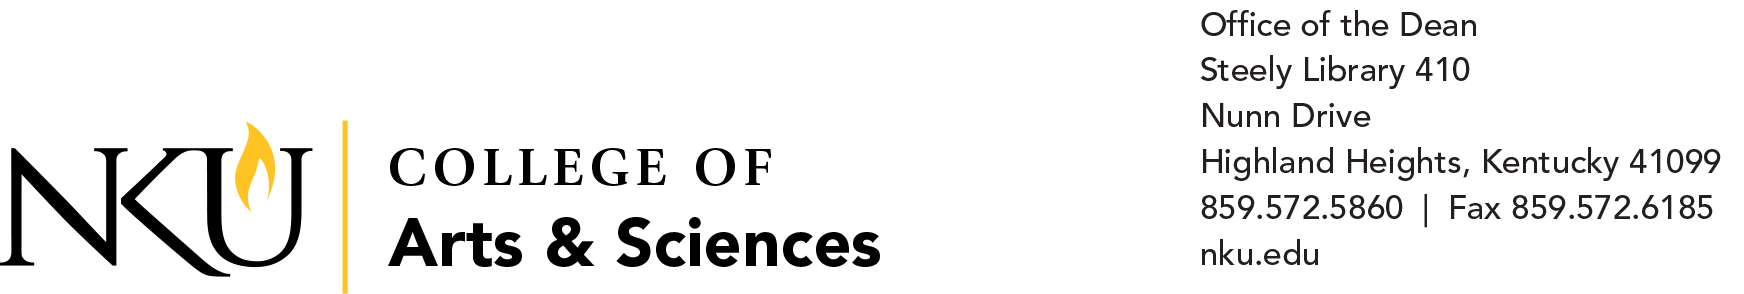 NKU
COLLEGE OF
Arts & Sciences
Office of the Dean
Steely Library 410
Nunn Drive
Highland Heights, Kentucky 41099
859.572.5860 | Fax 859.572.6185
nku.edu